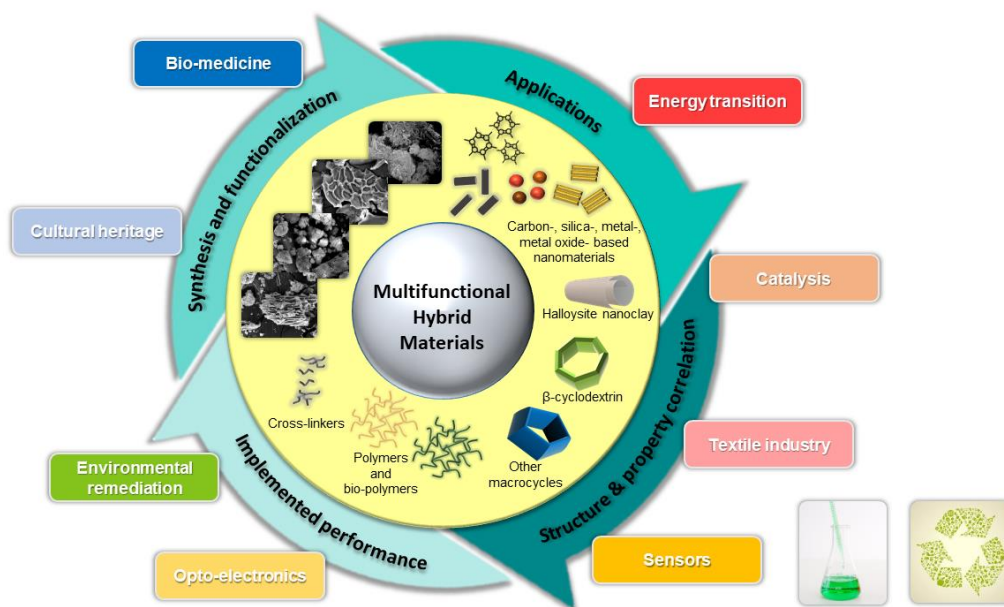 Bio-medicine
Applications
Energy transition
Synthesis and functionalization
Cultural heritage
Carbon-, silica-, metal-,
metal oxide- based
nanomaterials
Catalysis
Multifunctional
Hybrid
Materials
Halloysite nanoclay
β-cyclodextrin
Cross-linkers
Textile industry
Structure & property correlation
Polymers
and
bio-polymers
Other
macrocycles
Environmental
remediation
Implemented performance
Opto-electronics
Sensors